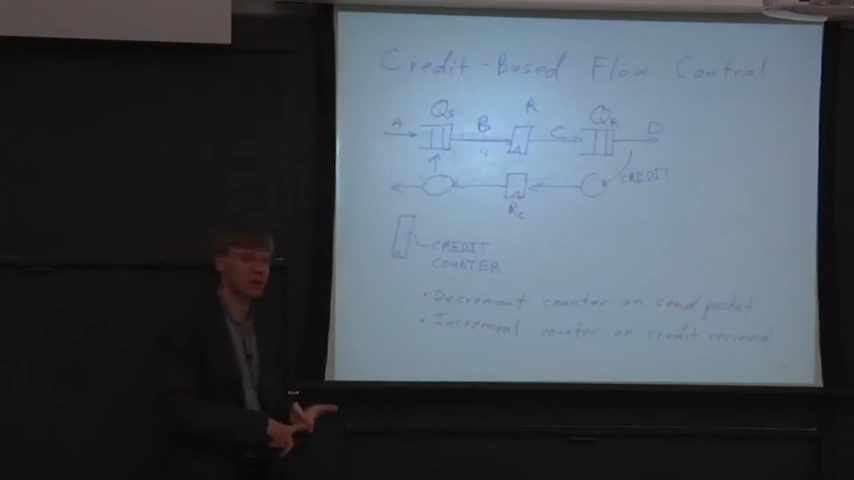 Credit-Based Flow Control
A Qs B R C QR D
CREDIT
Rc
CREDIT
COUNTER
• Decrement counter on send packet
• Increment counter on credit recieved